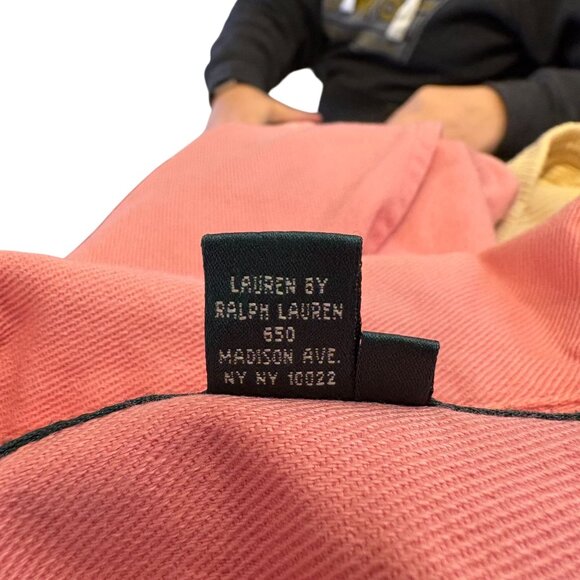 LAUREN BY
RALPH LAUREN
650
MADISON AVE.
NY NY 10022